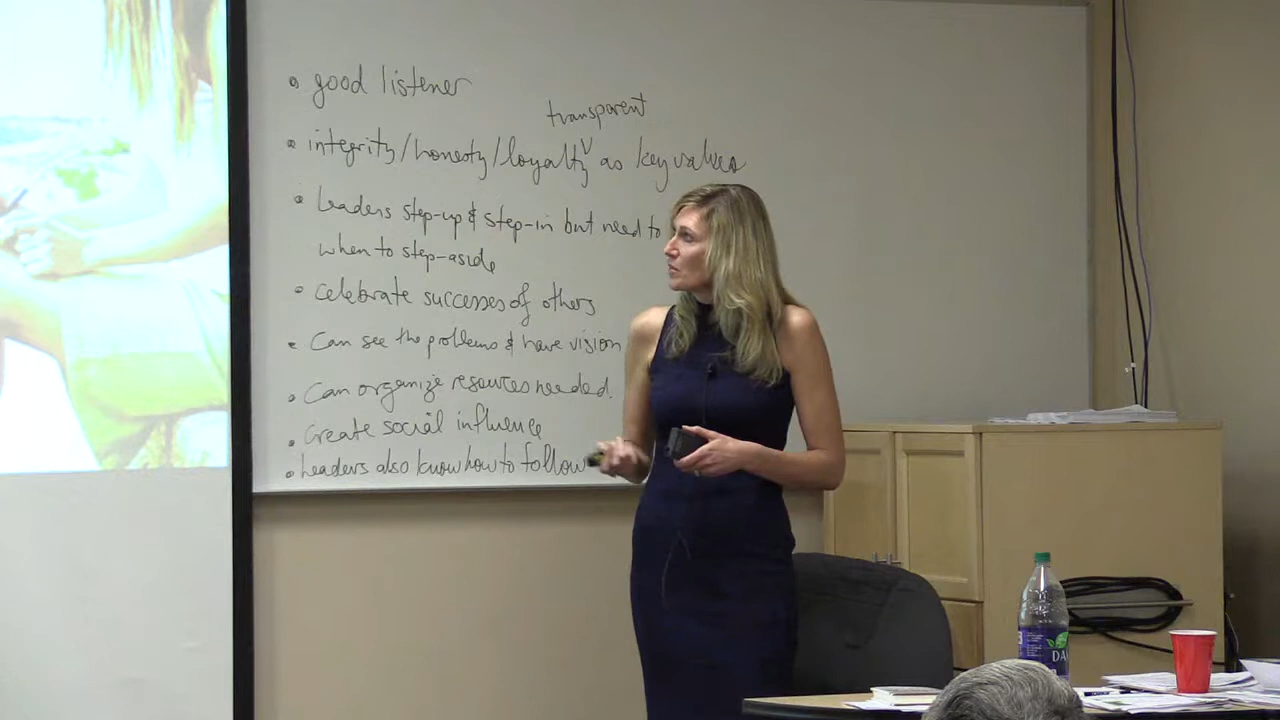 • good listener
transparent
• integrity/honesty/loyalty as key values
• Leaders step-up & step-in but need to
when to step-aside
• celebrate successes of others
• Can see the problems & have vision
• Can organize resources needed.
• Create social influence
• Leaders also know how to follow
DA